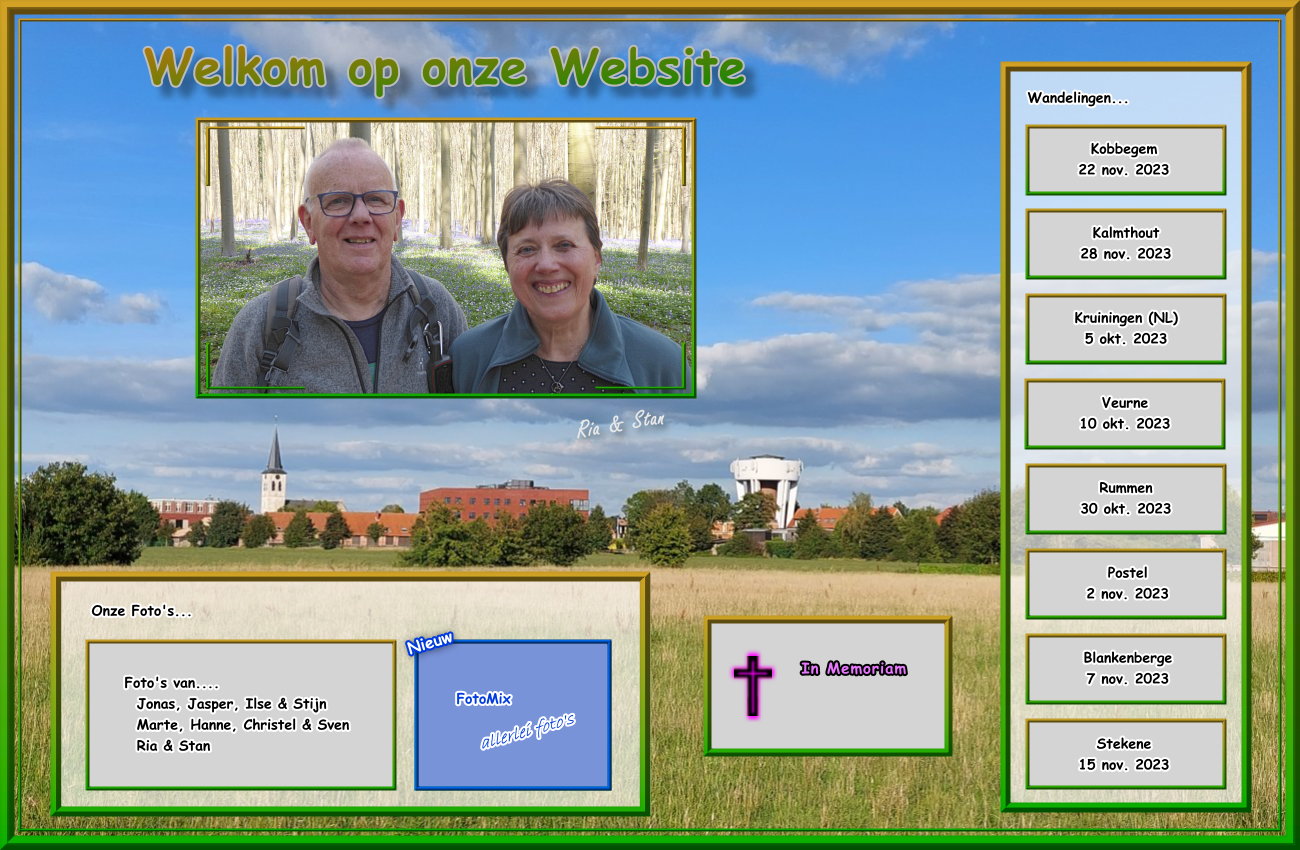 Welkom op onze Website
Ria & Stan
Wandelingen...
Kobbegem
22 nov. 2023
Kalmthout
28 nov. 2023
Kruiningen (NL)
5 okt. 2023
Veurne
10 okt. 2023
Rummen
30 okt. 2023
Postel
2 nov. 2023
Blankenberge
7 nov. 2023
Stekene
15 nov. 2023
Onze Foto's...
Foto's van....
Jonas, Jasper, Ilse & Stijn
Marte, Hanne, Christel & Sven
Ria & Stan
Nieuw
FotoMix
allerlei foto's
In Memoriam